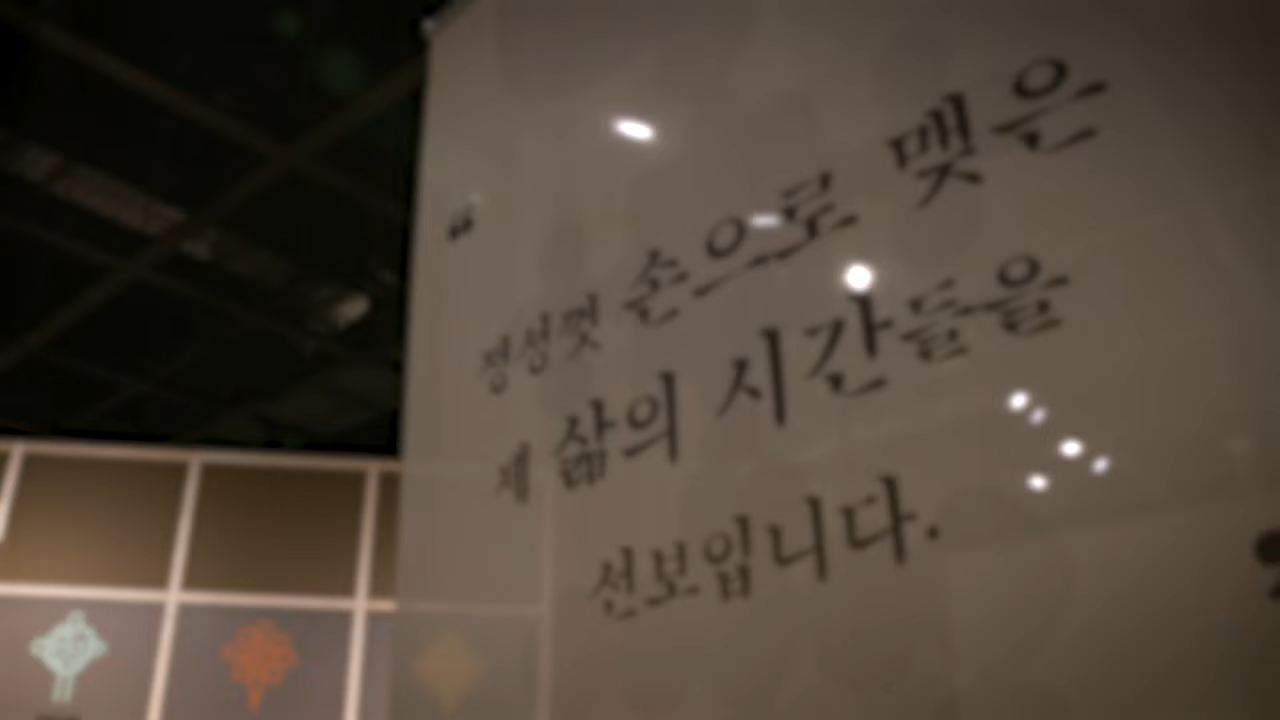 “
정성껏 손으로 맺은
제 삶의 시간들을
선보입니다.